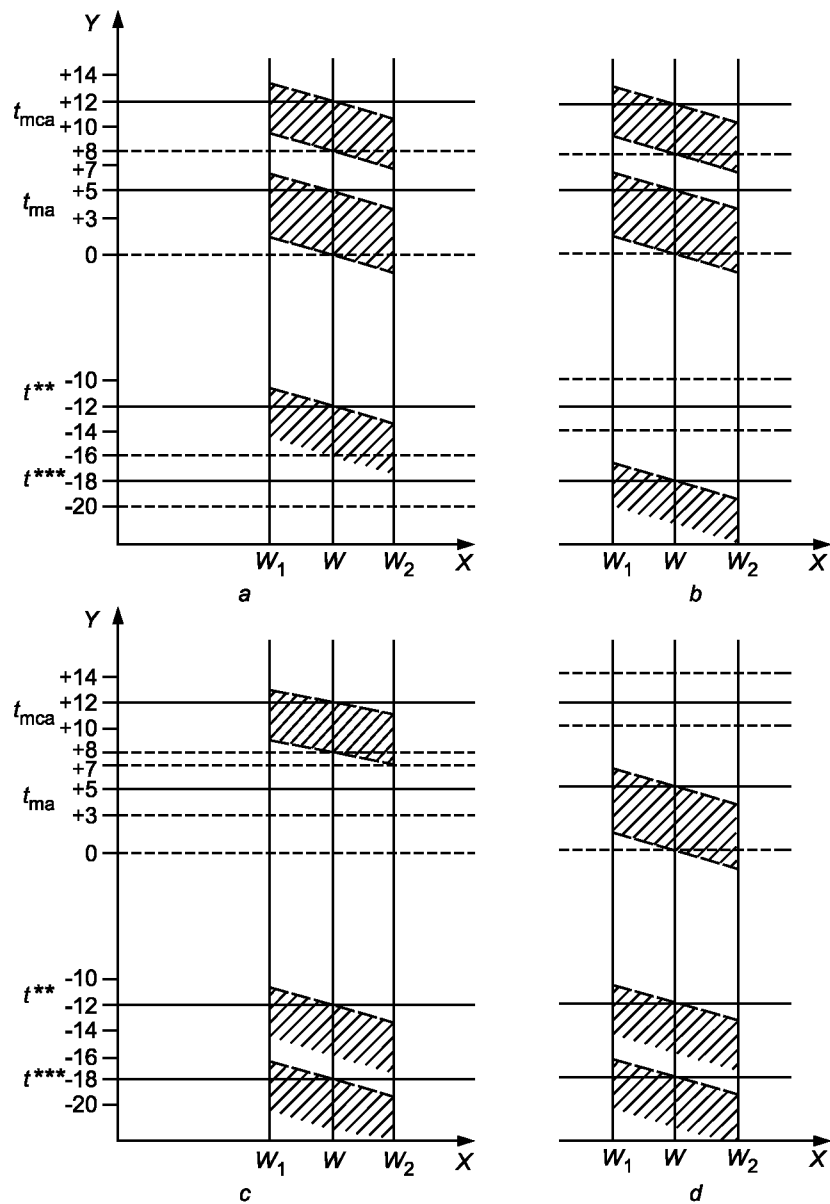 Y
+14
+12
t_mca
+10
+8
+7
+5
t_ma
+3
0
-10
t**
-12
-14
-16
t***
-18
-20
W₁ W W₂ X
a
W₁ W W₂ X
b
Y
+14
+12
t_mca
+10
+8
+7
+5
t_ma
+3
0
-10
t**
-12
-14
-16
t***
-18
-20
W₁ W W₂ X
c
W₁ W W₂ X
d